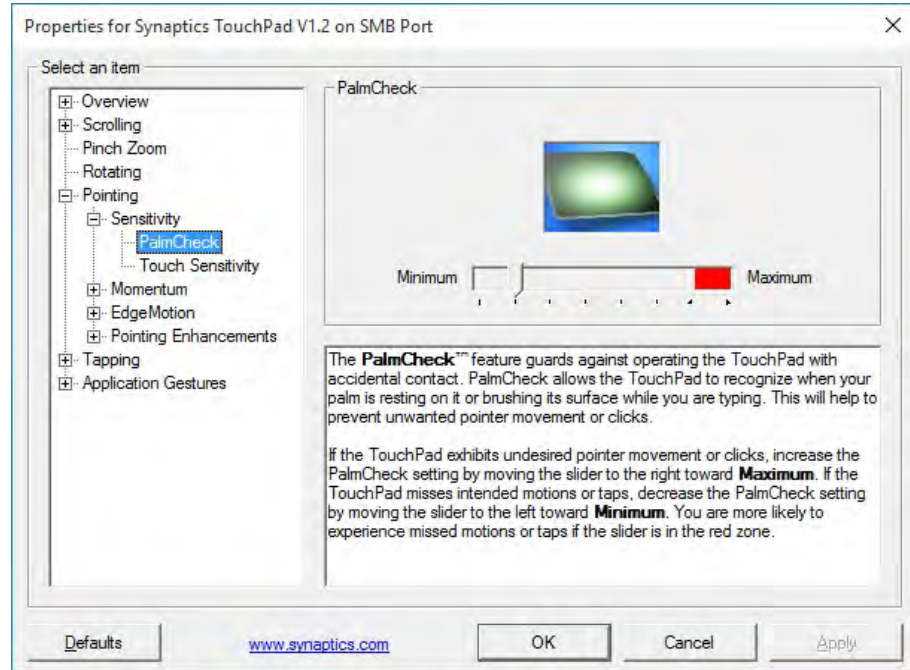 Properties for Synaptics TouchPad V1.2 on SMB Port
Select an item
Overview
Scrolling
Pinch Zoom
Rotating
Pointing
Sensitivity
PalmCheck
Touch Sensitivity
Momentum
EdgeMotion
Pointing Enhancements
Tapping
Application Gestures
PalmCheck
Minimum
Maximum
The PalmCheck™ feature guards against operating the TouchPad with
accidental contact. PalmCheck allows the TouchPad to recognize when your
palm is resting on it or brushing its surface while you are typing. This will help to
prevent unwanted pointer movement or clicks.
If the TouchPad exhibits undesired pointer movement or clicks, increase the
PalmCheck setting by moving the slider to the right toward Maximum. If the
TouchPad misses intended motions or taps, decrease the PalmCheck setting
by moving the slider to the left toward Minimum. You are more likely to
experience missed motions or taps if the slider is in the red zone.
Defaults
www.synaptics.com
OK
Cancel
Apply